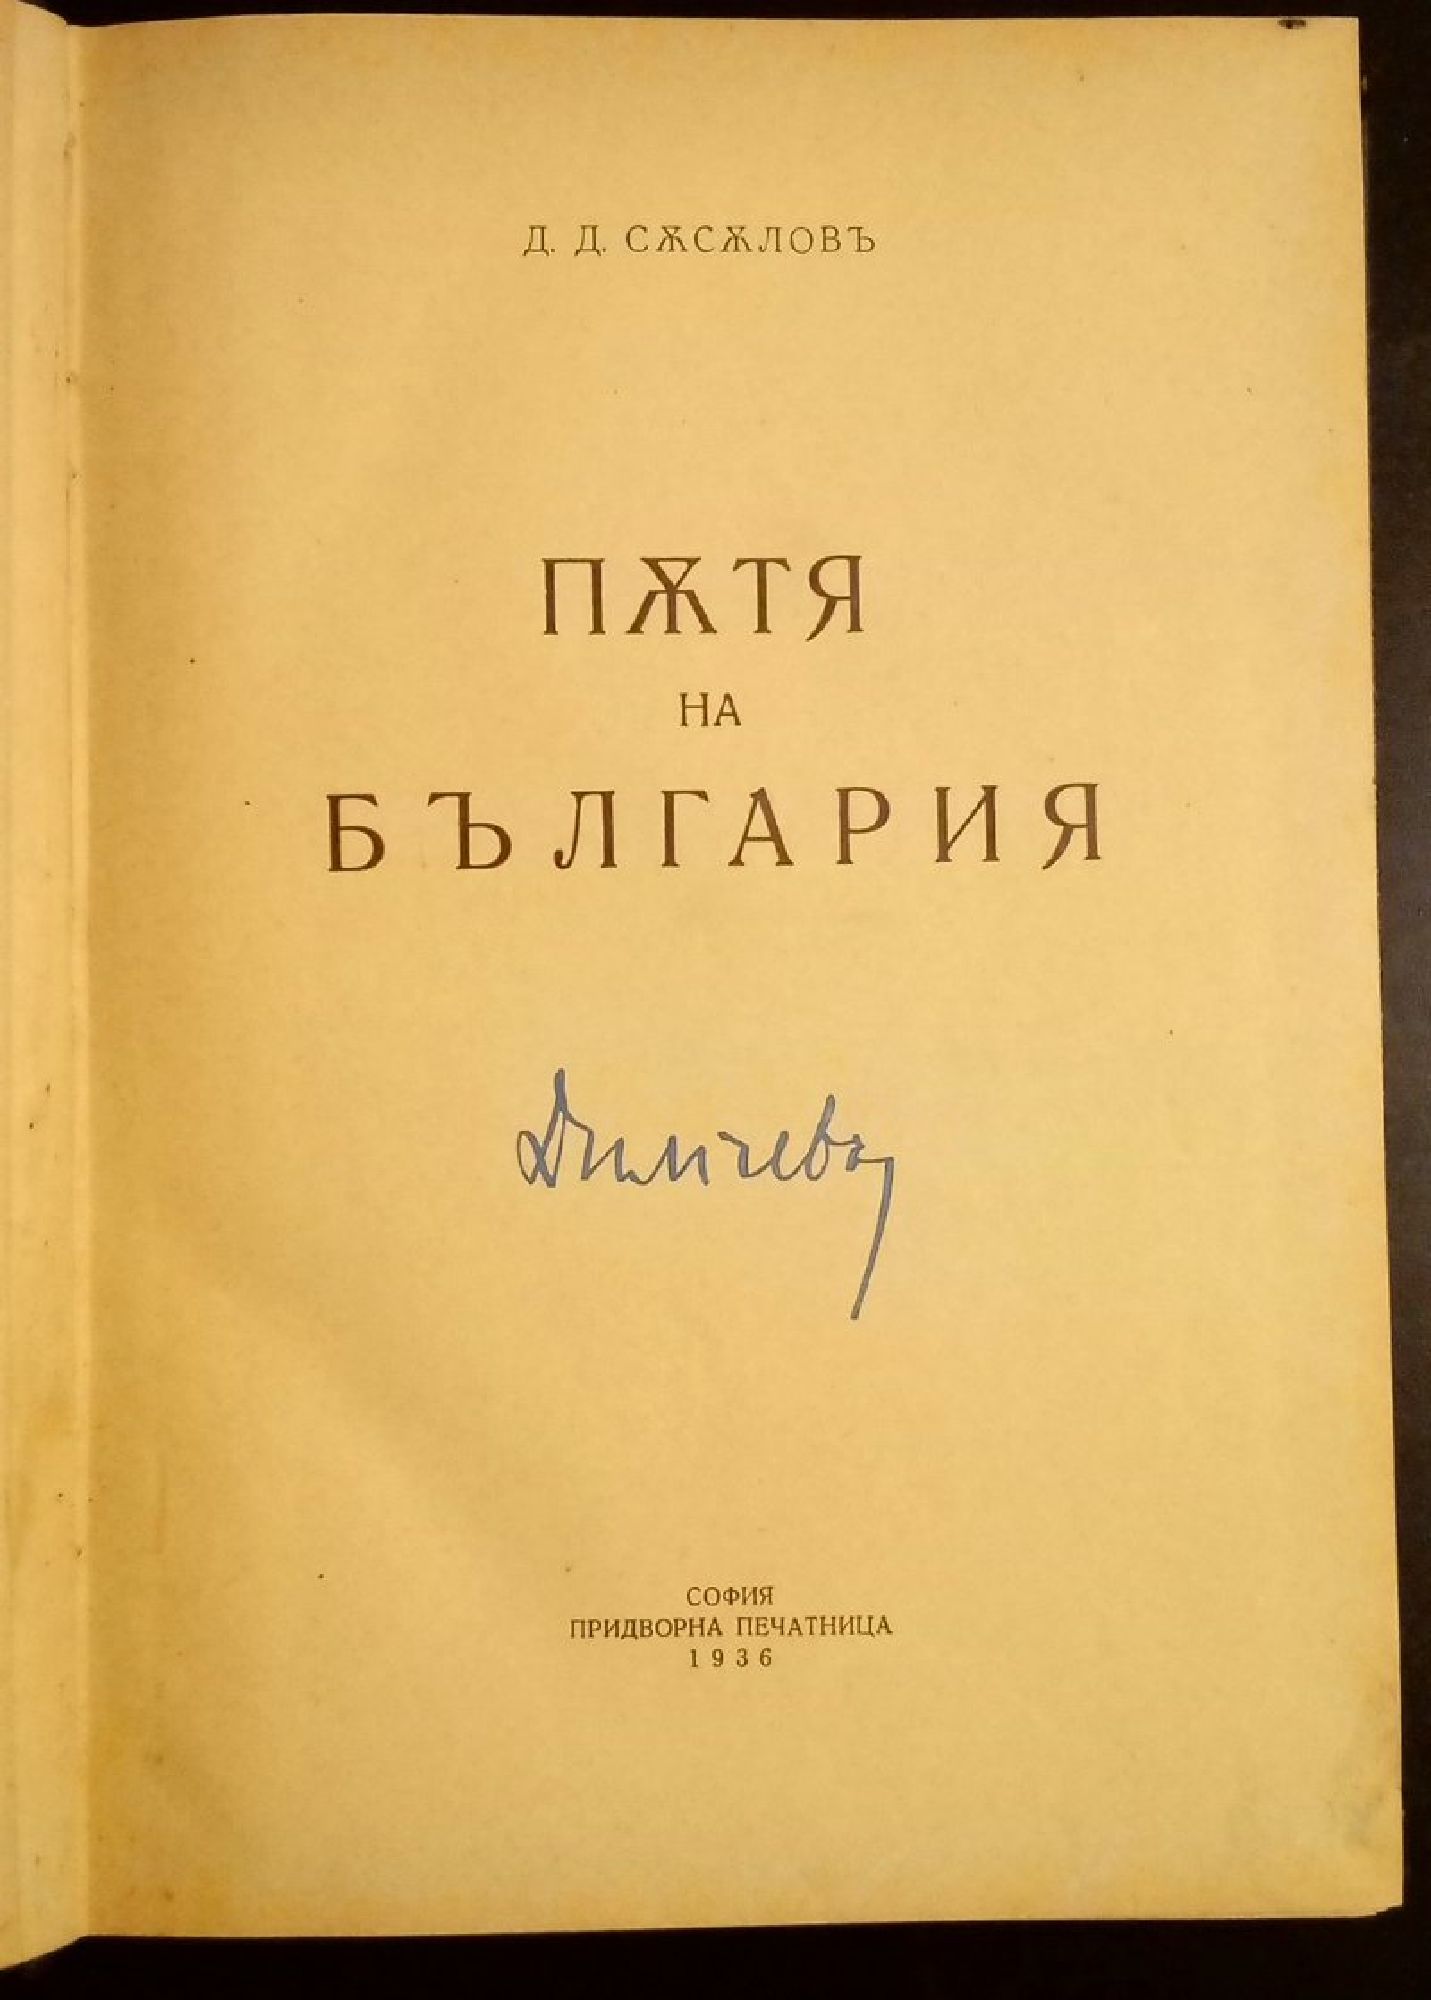 Д. Д. СѪСѪЛОВЪ
ПѪТЯ
НА
БЪЛГАРИЯ
СОФИЯ
ПРИДВОРНА ПЕЧАТНИЦА
1936